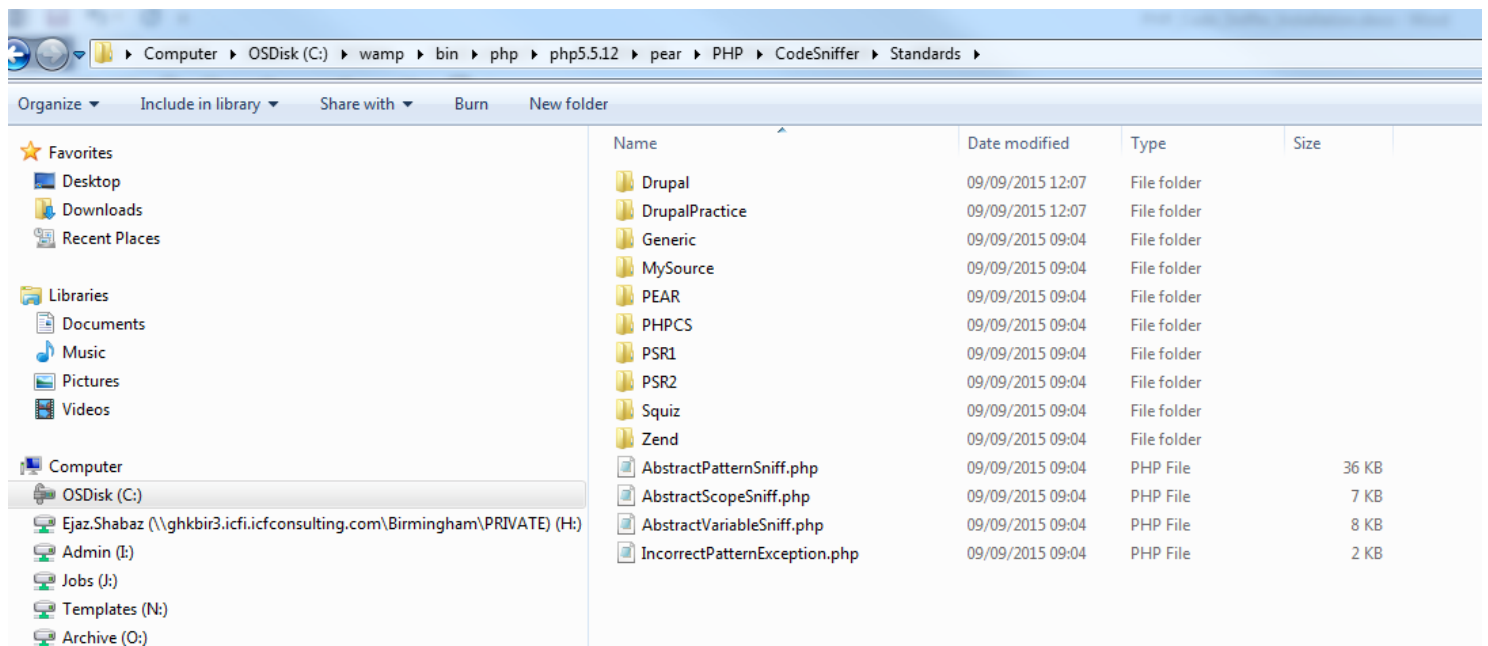 Computer ▸ OSDisk (C:) ▸ wamp ▸ bin ▸ php ▸ php5.5.12 ▸ pear ▸ PHP ▸ CodeSniffer ▸ Standards ▸
Organize Include in library Share with Burn New folder
Favorites
Desktop
Downloads
Recent Places
Libraries
Documents
Music
Pictures
Videos
Computer
OSDisk (C:)
Ejaz.Shabaz (\\ghkbir3.icfi.icfconsulting.com\Birmingham\PRIVATE) (H:)
Admin (I:)
Jobs (J:)
Templates (N:)
Archive (O:)
Name Date modified Type Size
Drupal 09/09/2015 12:07 File folder
DrupalPractice 09/09/2015 12:07 File folder
Generic 09/09/2015 09:04 File folder
MySource 09/09/2015 09:04 File folder
PEAR 09/09/2015 09:04 File folder
PHPCS 09/09/2015 09:04 File folder
PSR1 09/09/2015 09:04 File folder
PSR2 09/09/2015 09:04 File folder
Squiz 09/09/2015 09:04 File folder
Zend 09/09/2015 09:04 File folder
AbstractPatternSniff.php 09/09/2015 09:04 PHP File 36 KB
AbstractScopeSniff.php 09/09/2015 09:04 PHP File 7 KB
AbstractVariableSniff.php 09/09/2015 09:04 PHP File 8 KB
IncorrectPatternException.php 09/09/2015 09:04 PHP File 2 KB